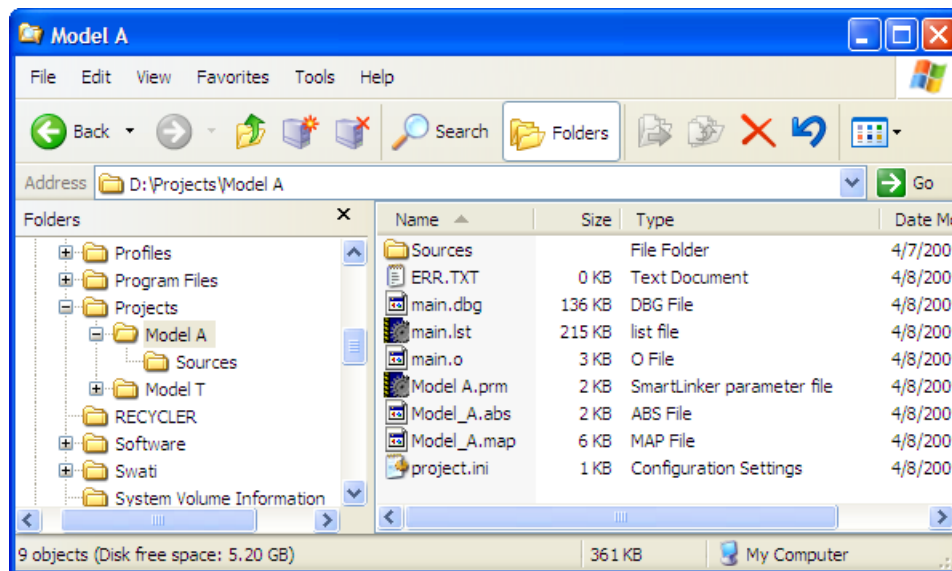 Model A
File Edit View Favorites Tools Help
Back Search Folders
Address D:\Projects\Model A Go
Folders
Profiles
Program Files
Projects
Model A
Sources
Model T
RECYCLER
Software
Swati
System Volume Information
Name Size Type Date Mo
Sources File Folder 4/7/200
ERR.TXT 0 KB Text Document 4/8/200
main.dbg 136 KB DBG File 4/8/200
main.lst 215 KB list file 4/8/200
main.o 3 KB O File 4/8/200
Model A.prm 2 KB SmartLinker parameter file 4/8/200
Model_A.abs 2 KB ABS File 4/8/200
Model_A.map 6 KB MAP File 4/8/200
project.ini 1 KB Configuration Settings 4/8/200
9 objects (Disk free space: 5.20 GB) 361 KB My Computer